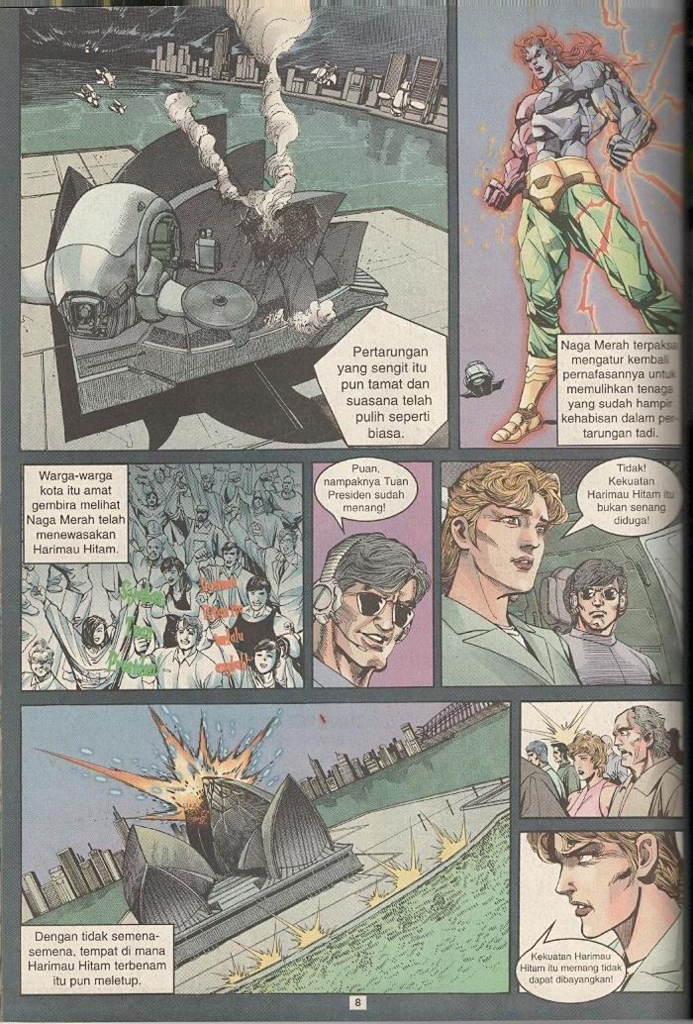 Pertarungan
yang sengit itu
pun tamat dan
suasana telah
pulih seperti
biasa.
Naga Merah terpaksa
mengatur kembali
pernafasannya untuk
memulihkan tenaga
yang sudah hampir
kehabisan dalam per-
tarungan tadi.
Warga-warga
kota itu amat
gembira melihat
Naga Merah telah
menewaskan
Harimau Hitam.
Puan,
nampaknya Tuan
Presiden sudah
menang!
Tidak!
Kekuatan
Harimau Hitam itu
bukan senang
diduga!
Dengan tidak semena-
semena, tempat di mana
Harimau Hitam terbenam
itu pun meletup.
Kekuatan Harimau
Hitam itu memang tidak
dapat dibayangkan!
8